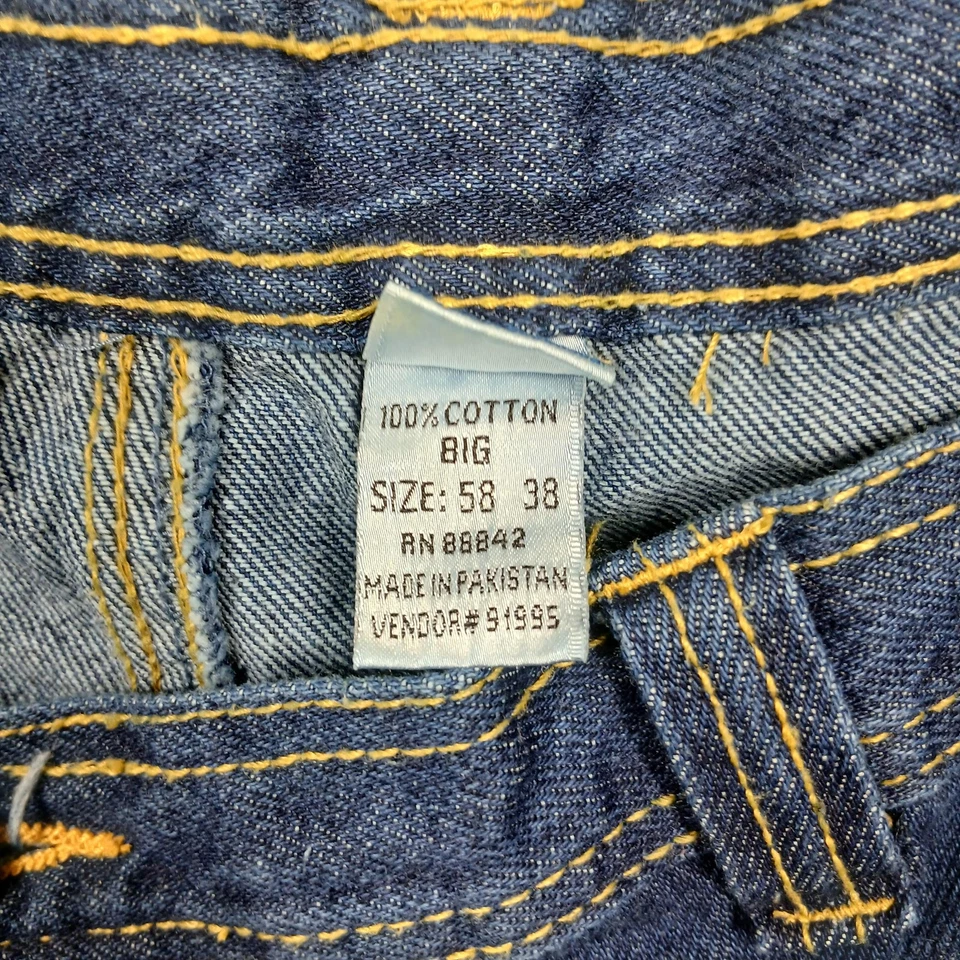 100% COTTON
BIG
SIZE: 58 38
RN 88842
MADE IN PAKISTAN
VENDOR# 91995